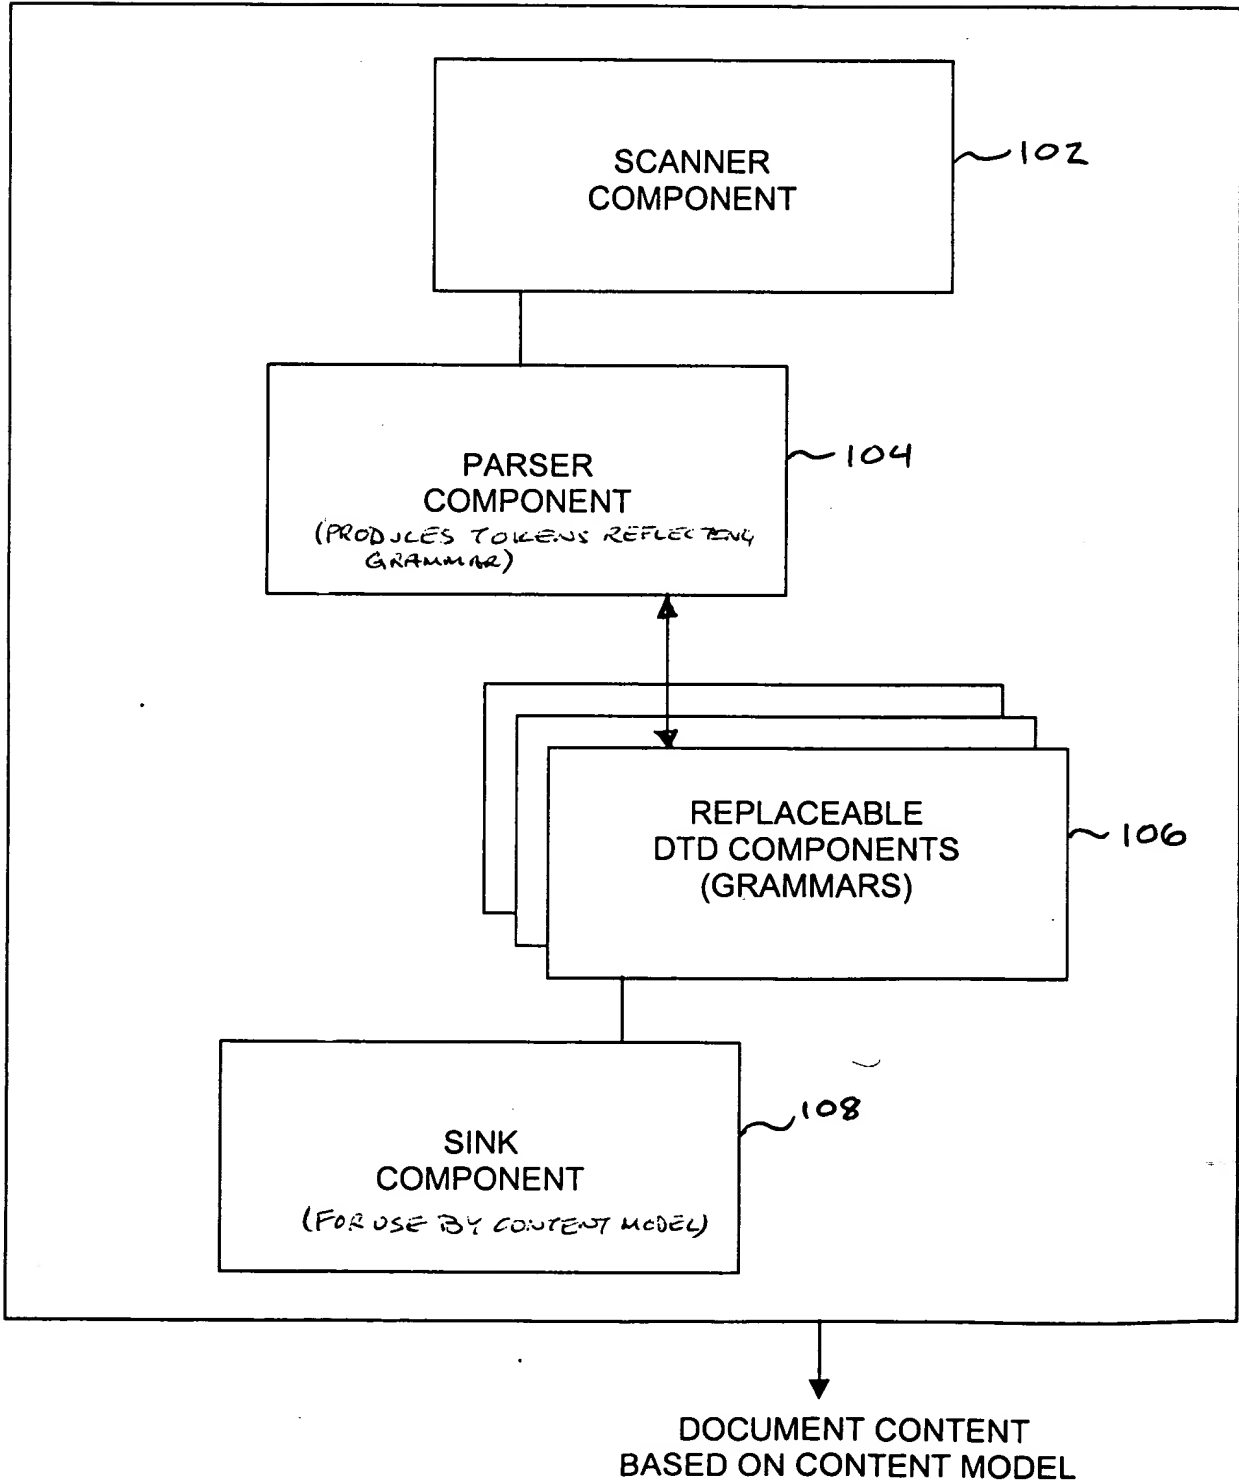 SCANNER
COMPONENT
102
PARSER
COMPONENT
(PRODUCES TOKENS REFLECTING
GRAMMAR)
104
REPLACEABLE
DTD COMPONENTS
(GRAMMARS)
106
SINK
COMPONENT
(FOR USE BY CONTENT MODEL)
108
DOCUMENT CONTENT
BASED ON CONTENT MODEL